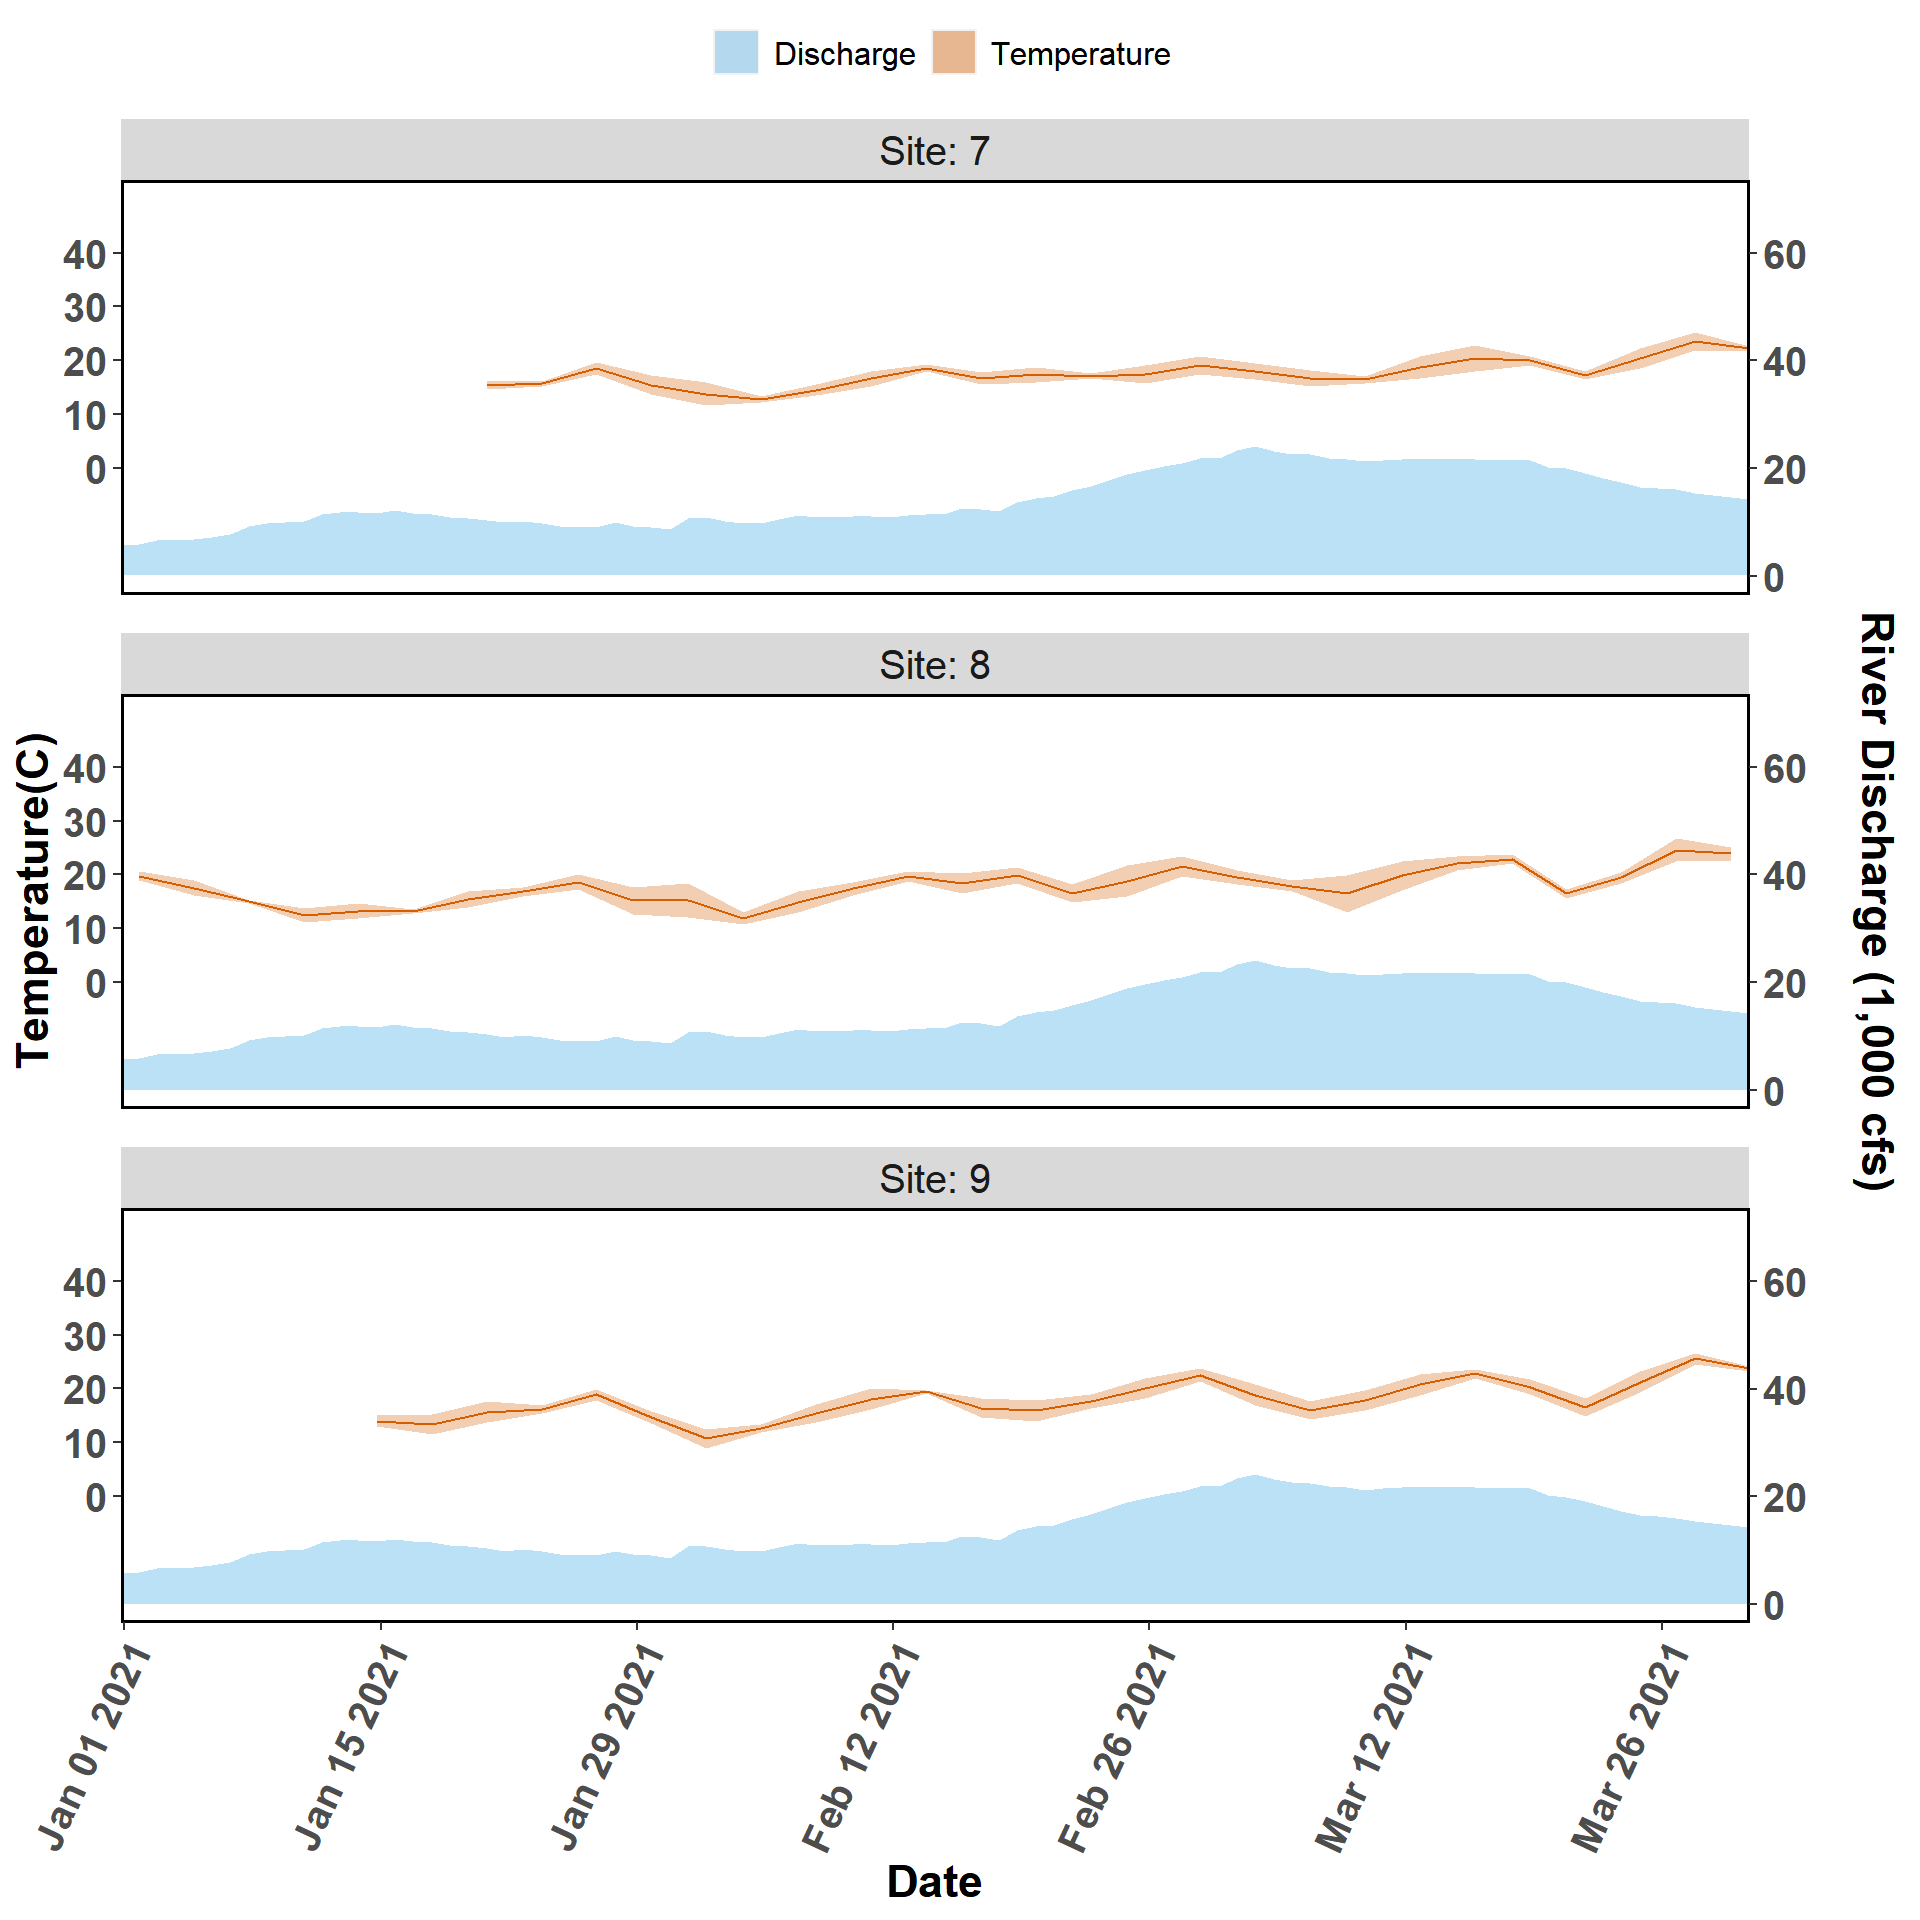 Discharge Temperature
Site: 7
40
30
20
10
0
60
40
20
0
Site: 8
Temperature(C)
40
30
20
10
0
60
40
20
0
River Discharge (1,000 cfs)
Site: 9
40
30
20
10
0
60
40
20
0
Jan 01 2021
Jan 15 2021
Jan 29 2021
Feb 12 2021
Feb 26 2021
Mar 12 2021
Mar 26 2021
Date